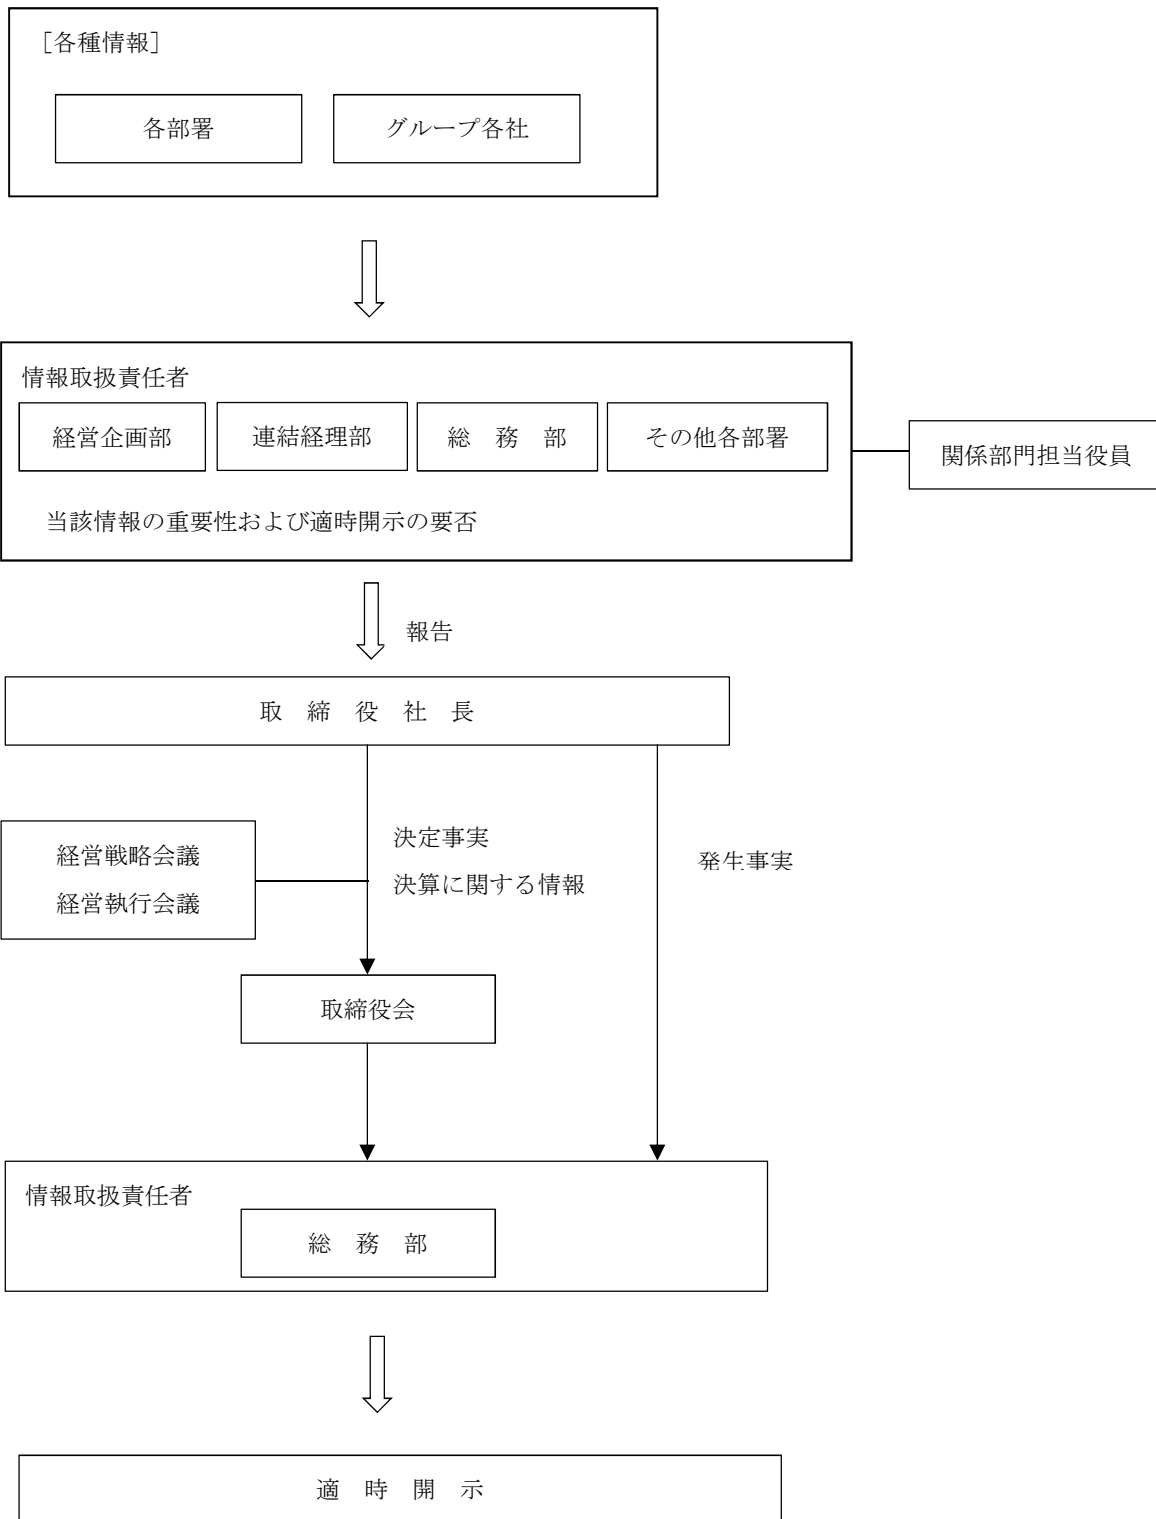 ［各種情報］
各部署
グループ各社
情報取扱責任者
経営企画部
連結経理部
総　務　部
その他各部署
関係部門担当役員
当該情報の重要性および適時開示の要否
報告
取　締　役　社　長
経営戦略会議
経営執行会議
決定事実
決算に関する情報
発生事実
取締役会
情報取扱責任者
総　務　部
適　時　開　示